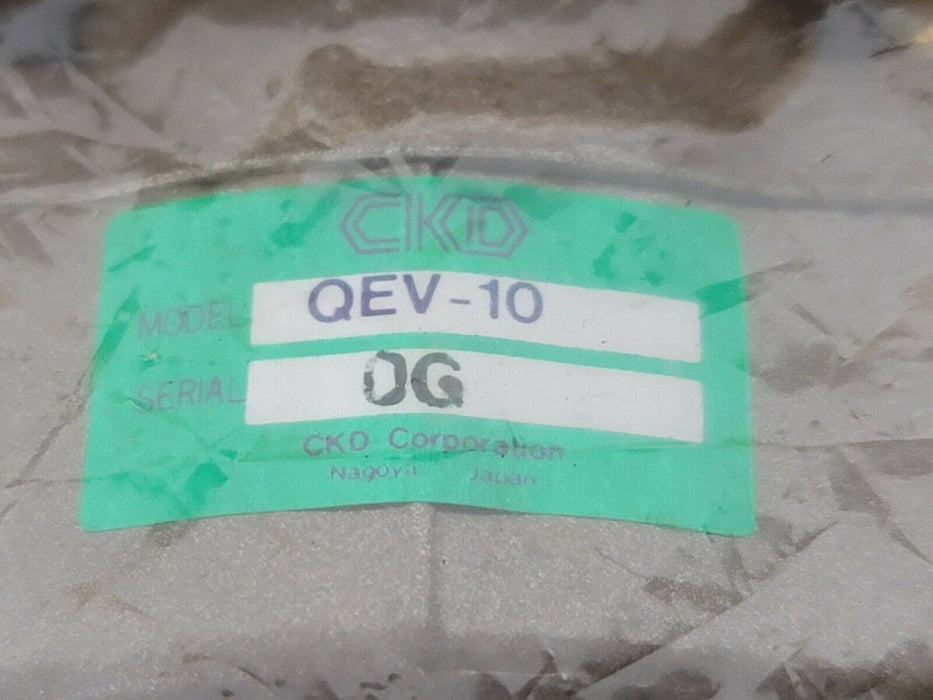 CKD
MODEL QEV-10
SERIAL 0G
CKD Corporation
Nagoya Japan